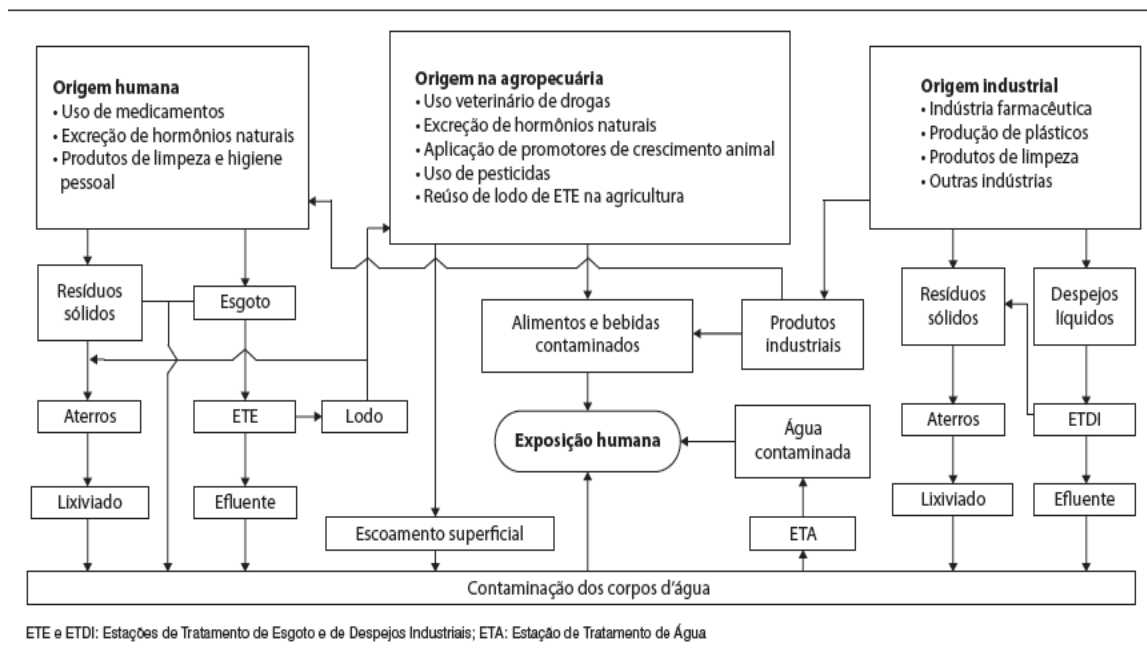 Origem humana
• Uso de medicamentos
• Excreção de hormônios naturais
• Produtos de limpeza e higiene
pessoal
Origem na agropecuária
• Uso veterinário de drogas
• Excreção de hormônios naturais
• Aplicação de promotores de crescimento animal
• Uso de pesticidas
• Reúso de lodo de ETE na agricultura
Origem industrial
• Indústria farmacêutica
• Produção de plásticos
• Produtos de limpeza
• Outras indústrias
Resíduos
sólidos
Esgoto
Alimentos e bebidas
contaminados
Produtos
industriais
Resíduos
sólidos
Despejos
líquidos
Aterros
ETE
Lodo
Exposição humana
Água
contaminada
Aterros
ETDI
Lixiviado
Efluente
Escoamento superficial
ETA
Lixiviado
Efluente
Contaminação dos corpos d'água
ETE e ETDI: Estações de Tratamento de Esgoto e de Despejos Industriais; ETA: Estação de Tratamento de Água